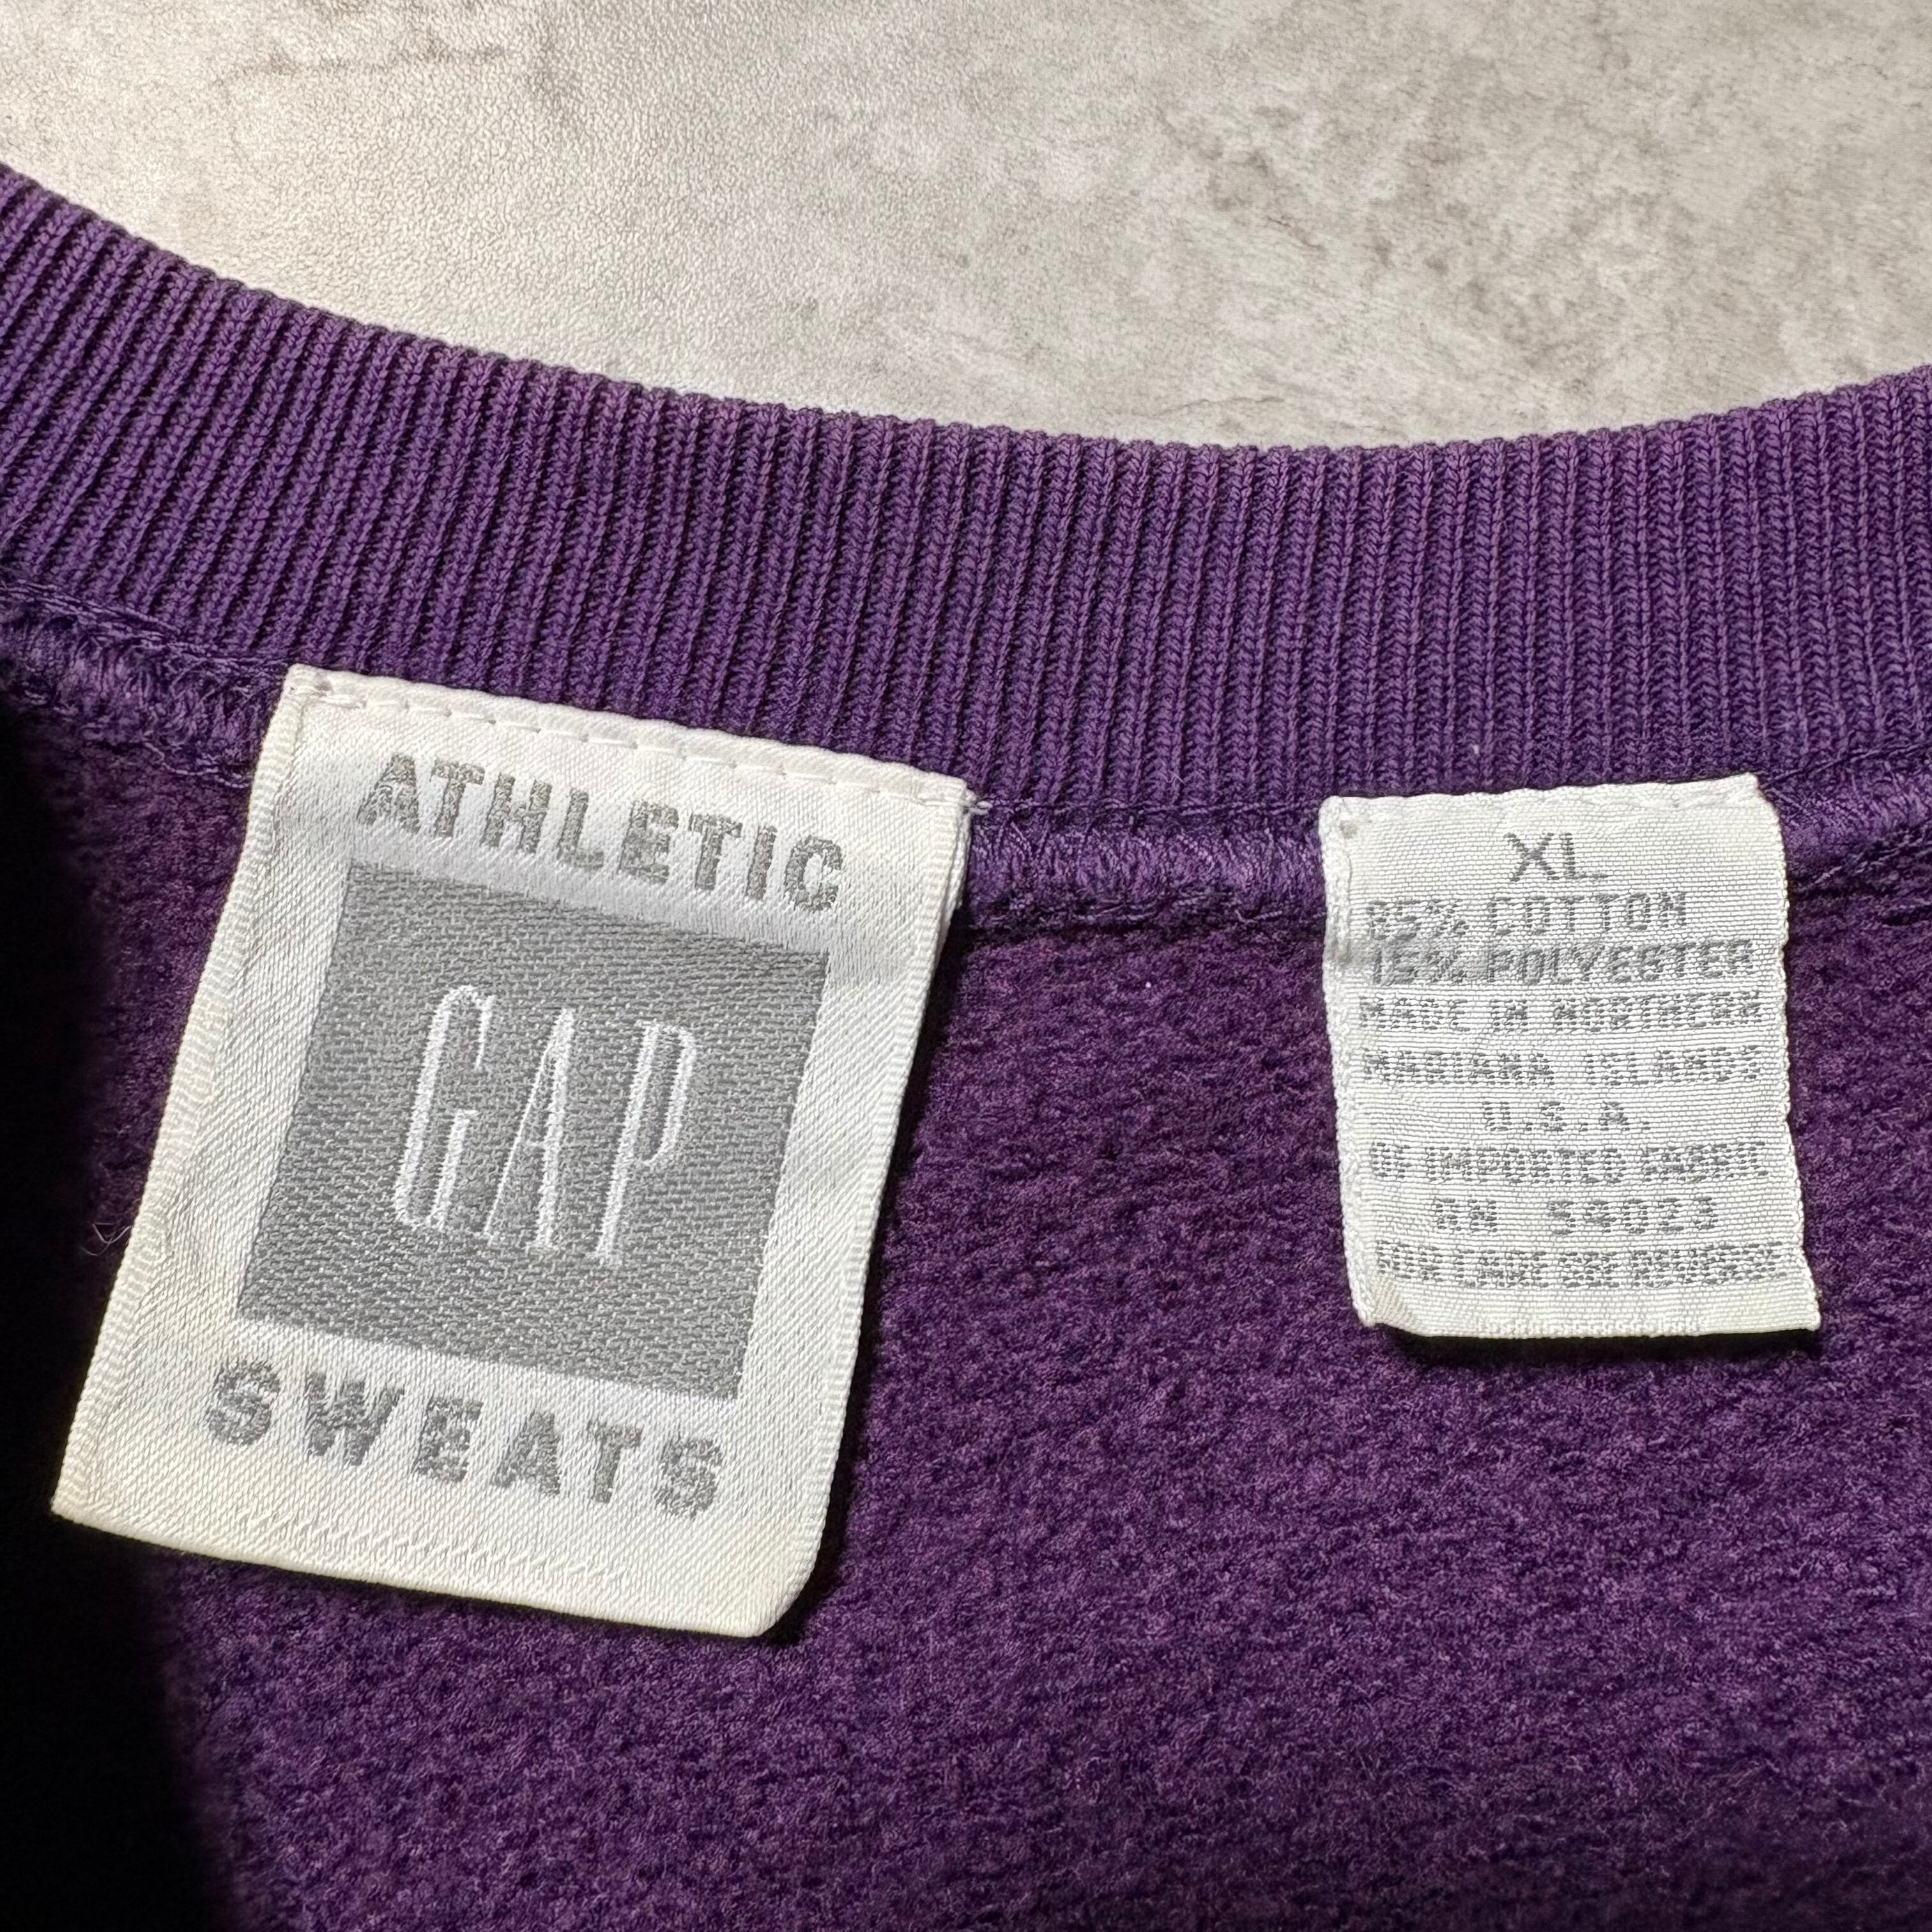 ATHLETIC
GAP
SWEATS
XL
85% COTTON
15% POLYESTER
MADE IN NORTHERN
MARIANA ISLANDS
U.S.A.
OF IMPORTED FABRIC
RN 54023
FOR CARE SEE REVERSE